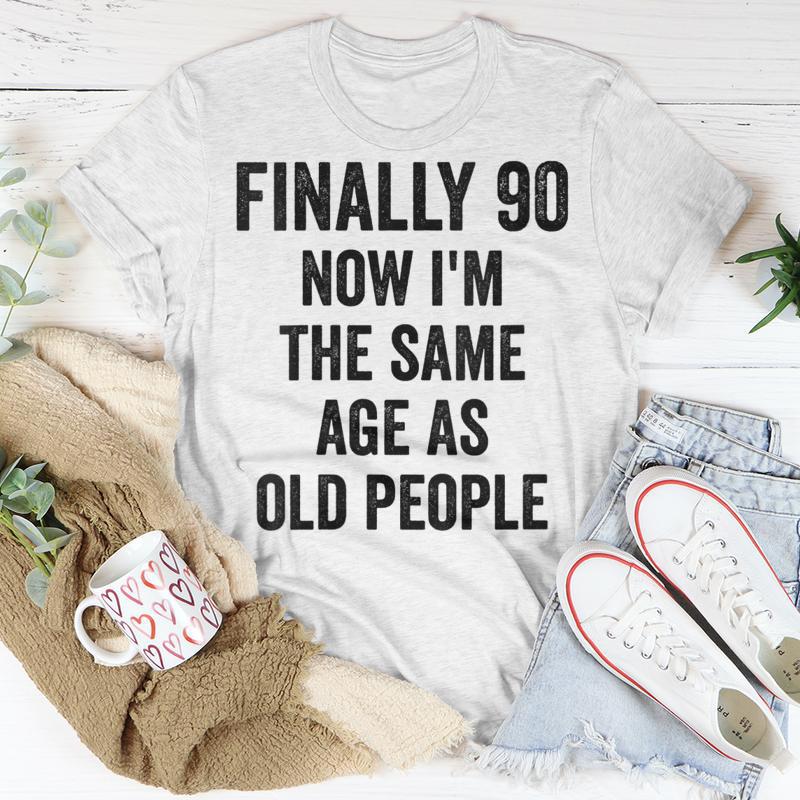 FINALLY 90
NOW I'M
THE SAME
AGE AS
OLD PEOPLE